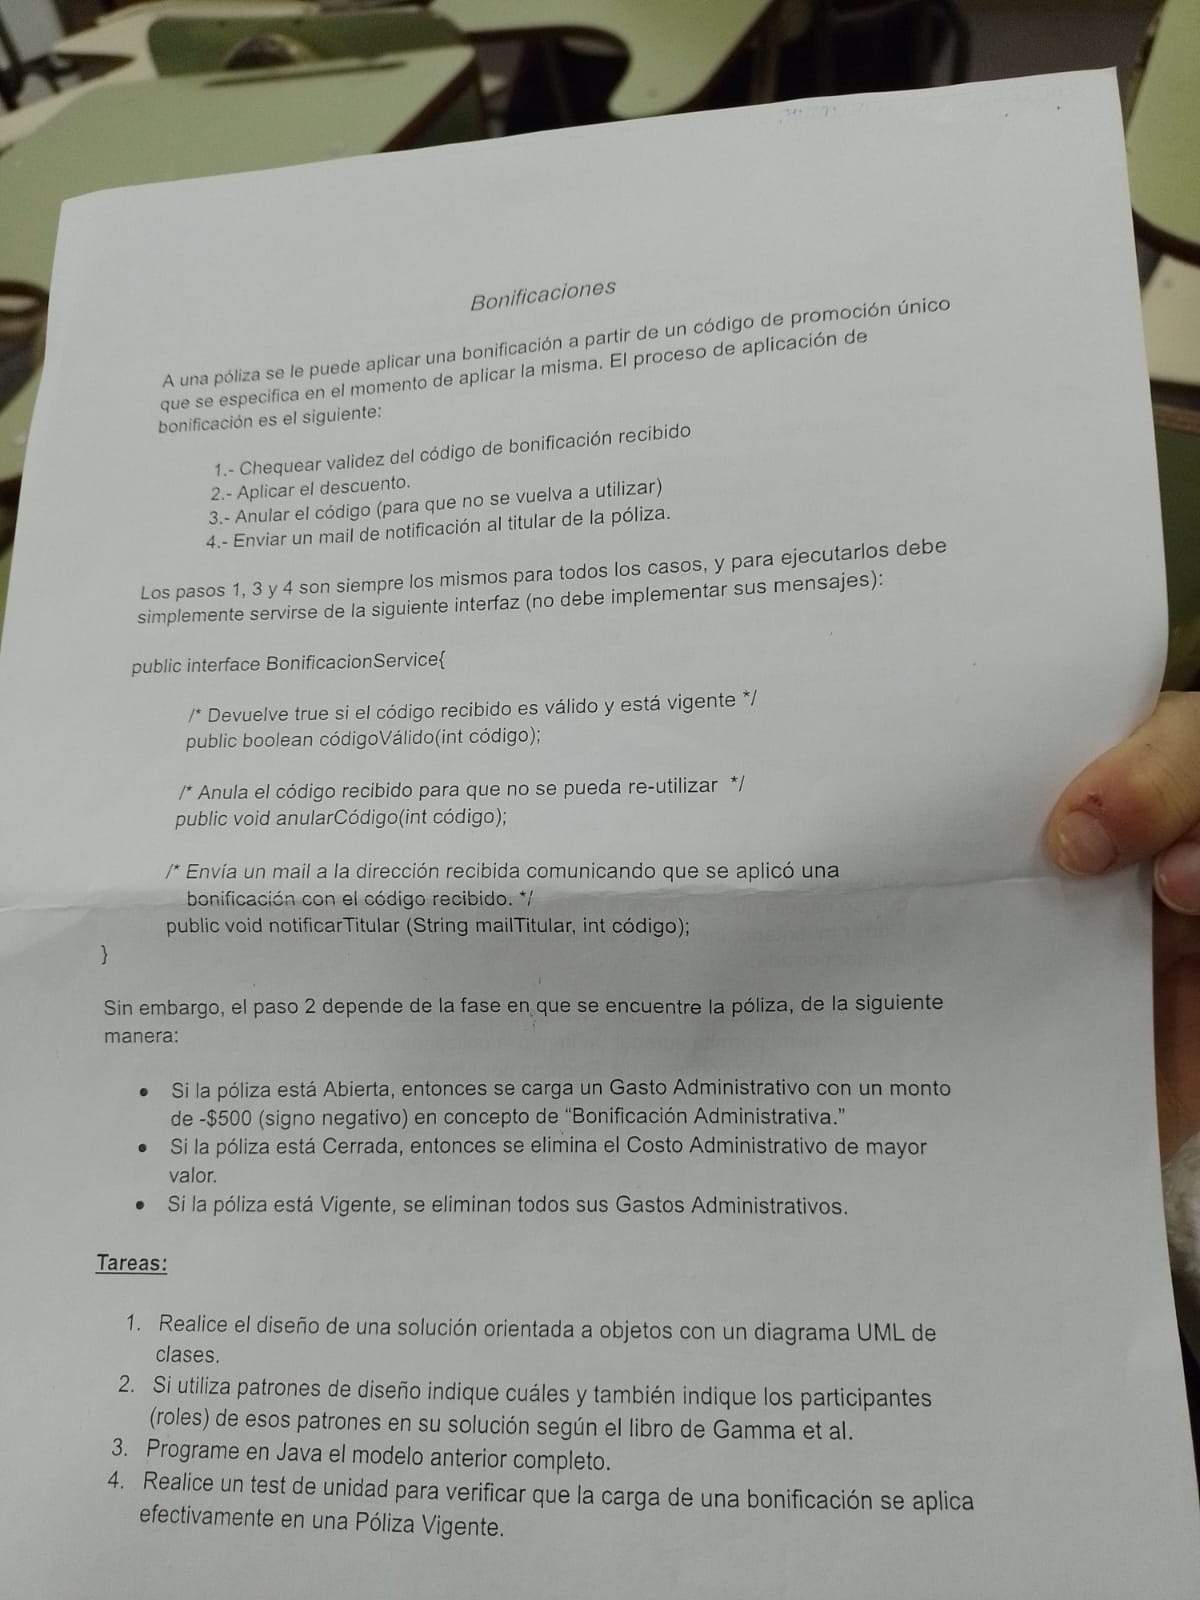 Bonificaciones
A una póliza se le puede aplicar una bonificación a partir de un código de promoción único
que se especifica en el momento de aplicar la misma. El proceso de aplicación de
bonificación es el siguiente:
1.- Chequear validez del código de bonificación recibido
2.- Aplicar el descuento.
3.- Anular el código (para que no se vuelva a utilizar)
4.- Enviar un mail de notificación al titular de la póliza.
Los pasos 1, 3 y 4 son siempre los mismos para todos los casos, y para ejecutarlos debe
simplemente servirse de la siguiente interfaz (no debe implementar sus mensajes):
public interface BonificacionService{
/* Devuelve true si el código recibido es válido y está vigente */
public boolean códigoVálido(int código);
/* Anula el código recibido para que no se pueda re-utilizar */
public void anularCódigo(int código);
/* Envía un mail a la dirección recibida comunicando que se aplicó una
bonificación con el código recibido. */
public void notificarTitular (String mailTitular, int código);
}
Sin embargo, el paso 2 depende de la fase en que se encuentre la póliza, de la siguiente
manera:
• Si la póliza está Abierta, entonces se carga un Gasto Administrativo con un monto
de -$500 (signo negativo) en concepto de “Bonificación Administrativa.”
• Si la póliza está Cerrada, entonces se elimina el Costo Administrativo de mayor
valor.
• Si la póliza está Vigente, se eliminan todos sus Gastos Administrativos.
Tareas:
1. Realice el diseño de una solución orientada a objetos con un diagrama UML de
clases.
2. Si utiliza patrones de diseño indique cuáles y también indique los participantes
(roles) de esos patrones en su solución según el libro de Gamma et al.
3. Programe en Java el modelo anterior completo.
4. Realice un test de unidad para verificar que la carga de una bonificación se aplica
efectivamente en una Póliza Vigente.